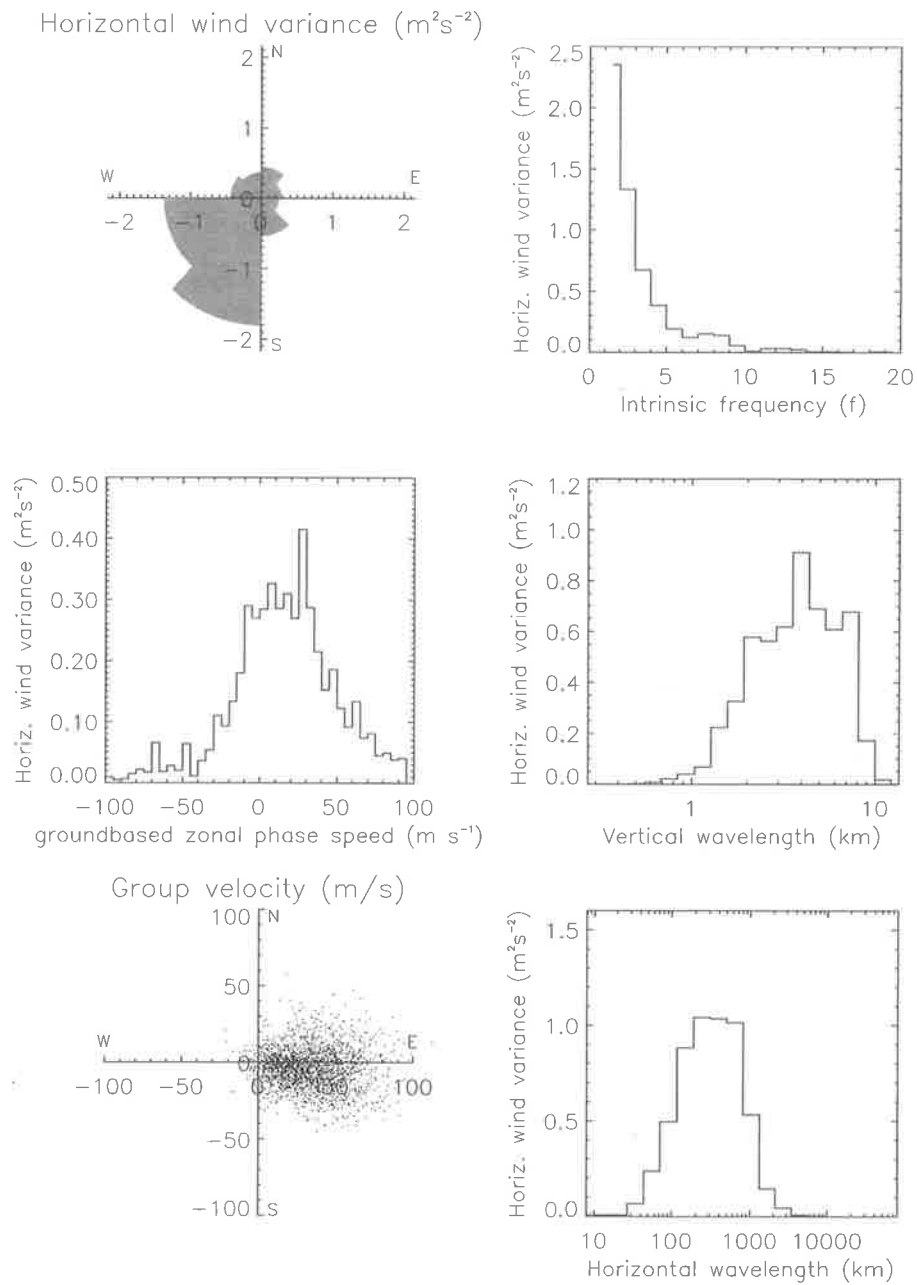 Horizontal wind variance (m²s⁻²)
N
2
1
W
E
0
−2 −1 0 1 2
−1
−2
S
Horiz. wind variance (m²s⁻²)
2.5
2.0
1.5
1.0
0.5
0.0
0 5 10 15 20
Intrinsic frequency (f)
Horiz. wind variance (m²s⁻²)
0.50
0.40
0.30
0.20
0.10
0.00
−100 −50 0 50 100
groundbased zonal phase speed (m s⁻¹)
Horiz. wind variance (m²s⁻²)
1.2
1.0
0.8
0.6
0.4
0.2
0.0
1 10
Vertical wavelength (km)
Group velocity (m/s)
100
N
50
W
E
0
−100 −50 0 50 100
−50
−100
S
Horiz. wind variance (m²s⁻²)
1.5
1.0
0.5
0.0
10 100 1000 10000
Horizontal wavelength (km)